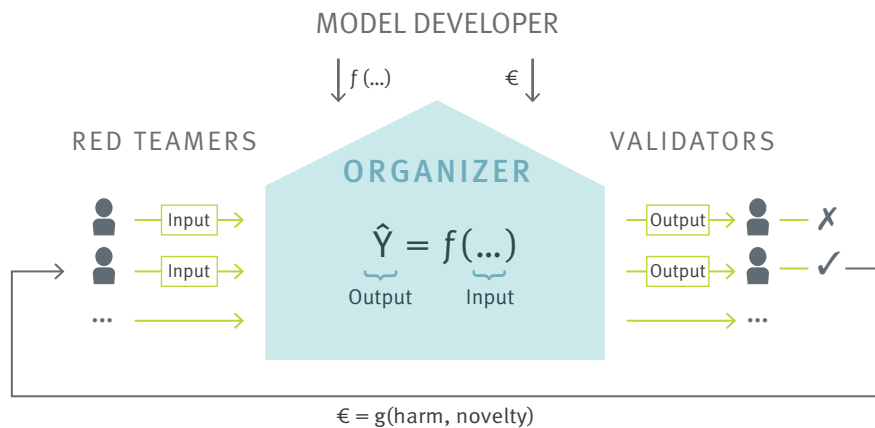 MODEL DEVELOPER
f (...)
€
RED TEAMERS
VALIDATORS
ORGANIZER
Input
Output
✗
Ŷ = f(...)
Input
Output
✓
Output
Input
...
...
€ = g(harm, novelty)